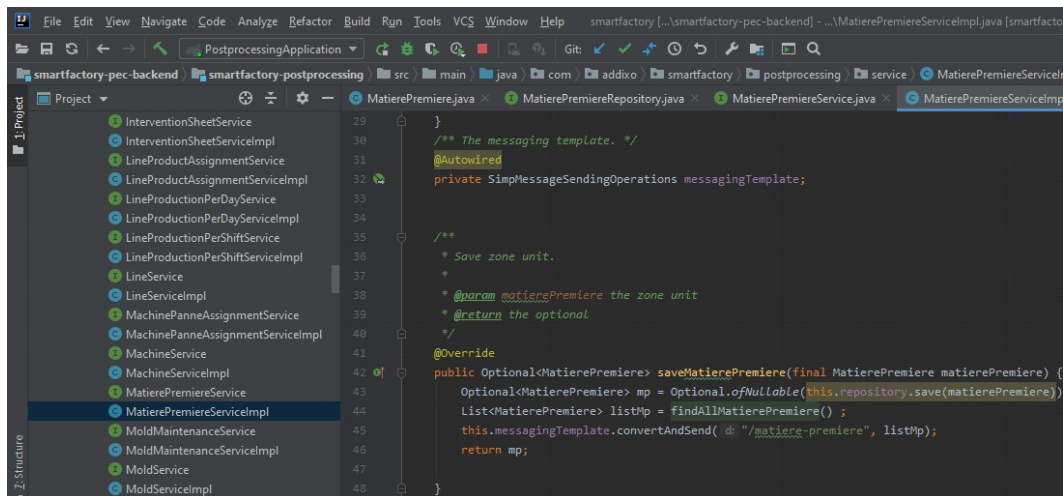 File Edit View Navigate Code Analyze Refactor Build Run Tools VCS Window Help smartfactory [...\smartfactory-pec-backend] - ...\MatierePremiereServiceImpl.java [smartfacto
PostprocessingApplication Git:
smartfactory-pec-backend smartfactory-postprocessing src main java com addixo smartfactory postprocessing service MatierePremiereServiceI
1: Project
Project MatierePremiere.java MatierePremiereRepository.java MatierePremiereService.java MatierePremiereServiceImp
InterventionSheetService
InterventionSheetServiceImpl
LineProductAssignmentService
LineProductAssignmentServiceImpl
LineProductionPerDayService
LineProductionPerDayServiceImpl
LineProductionPerShiftService
LineProductionPerShiftServiceImpl
LineService
LineServiceImpl
MachinePanneAssignmentService
MachinePanneAssignmentServiceImpl
MachineService
MachineServiceImpl
MatierePremiereService
MatierePremiereServiceImpl
MoldMaintenanceService
MoldMaintenanceServiceImpl
MoldService
MoldServiceImpl
Z: Structure
29 }
30 /** The messaging template. */
31 @Autowired
32 private SimpMessageSendingOperations messagingTemplate;
33
34
35 /**
36 * Save zone unit.
37 *
38 * @param matierePremiere the zone unit
39 * @return the optional
40 */
41 @Override
42 public Optional<MatierePremiere> saveMatierePremiere(final MatierePremiere matierePremiere) {
43 Optional<MatierePremiere> mp = Optional.ofNullable(this.repository.save(matierePremiere))
44 List<MatierePremiere> listMp = findAllMatierePremiere() ;
45 this.messagingTemplate.convertAndSend( d: "/matiere-premiere", listMp);
46 return mp;
47
48 }